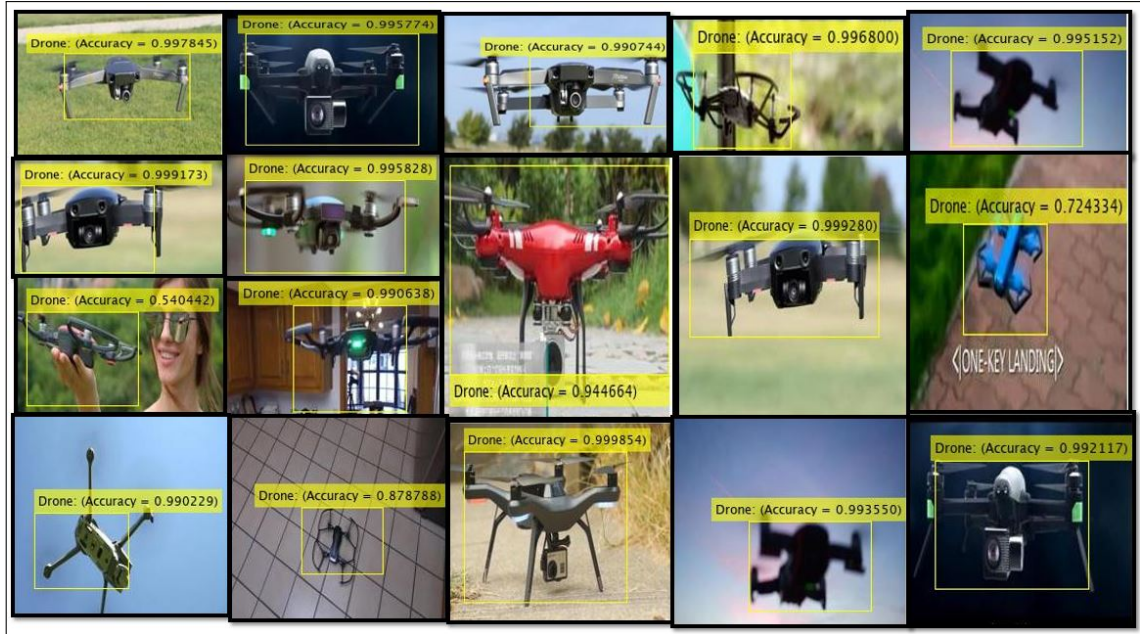 Drone: (Accuracy = 0.997845)
Drone: (Accuracy = 0.995774)
Drone: (Accuracy = 0.990744)
Drone: (Accuracy = 0.996800)
Drone: (Accuracy = 0.995152)
Drone: (Accuracy = 0.999173)
Drone: (Accuracy = 0.995828)
Drone: (Accuracy = 0.944664)
Drone: (Accuracy = 0.999280)
Drone: (Accuracy = 0.724334)
<|ONE-KEY LANDING|>
Drone: (Accuracy = 0.540442)
Drone: (Accuracy = 0.990638)
Drone: (Accuracy = 0.990229)
Drone: (Accuracy = 0.878788)
Drone: (Accuracy = 0.999854)
Drone: (Accuracy = 0.993550)
Drone: (Accuracy = 0.992117)